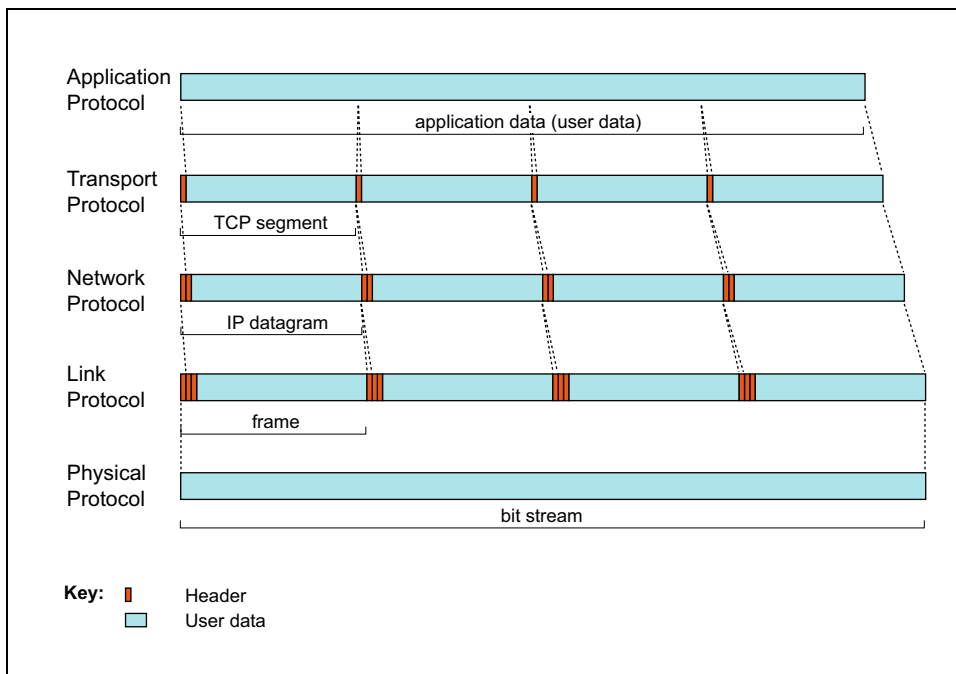 Application
Protocol
application data (user data)
Transport
Protocol
TCP segment
Network
Protocol
IP datagram
Link
Protocol
frame
Physical
Protocol
bit stream
Key:
Header
User data